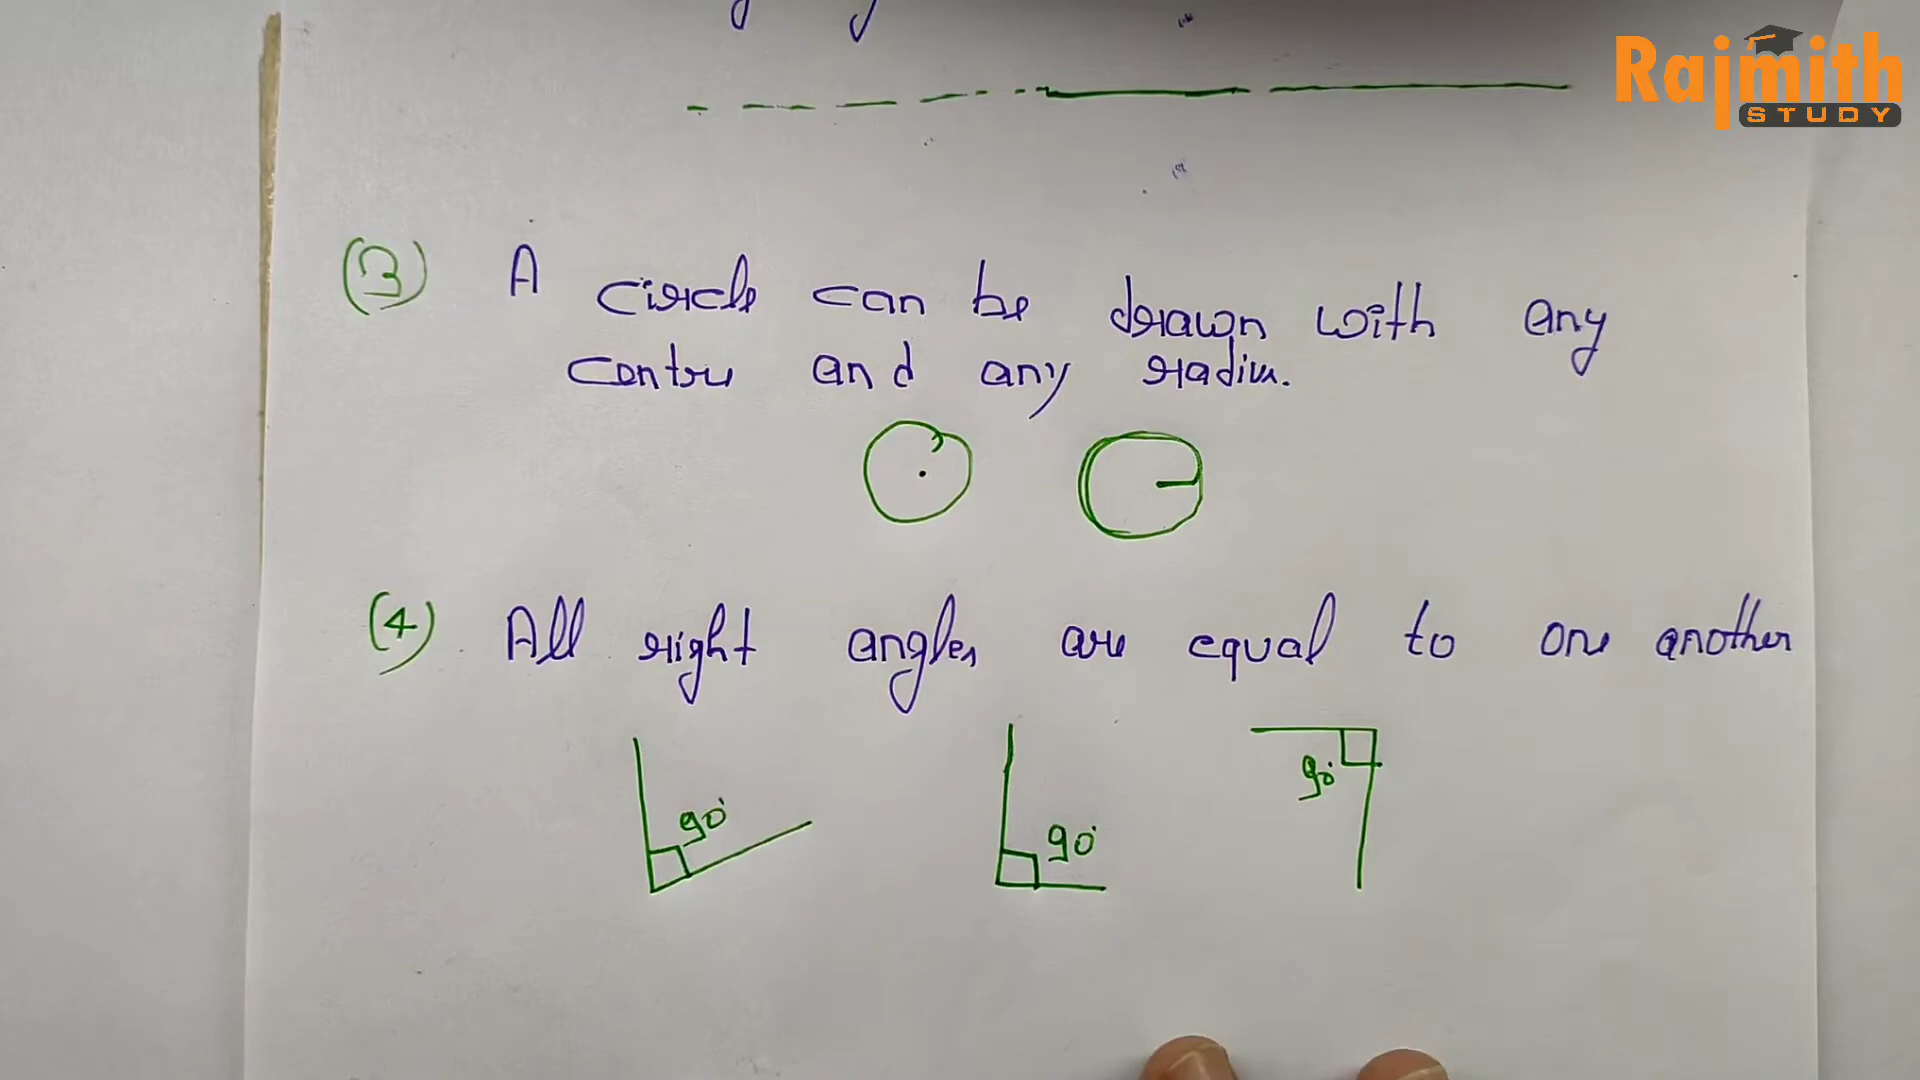 Rajmith
STUDY
(3) A circle can be drawn with any
centre and any radius.
(4) All right angles are equal to one another
90°
90°
90°